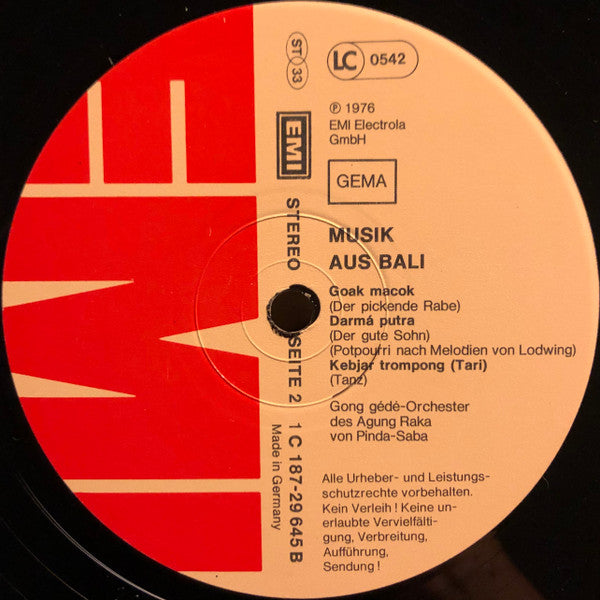 EMI
ST 33
LC 0542
℗ 1976
EMI Electrola
GmbH
EMI
GEMA
STEREO SEITE 2 1 C 187-29 645 B
Made in Germany
MUSIK
AUS BALI
Goak macok
(Der pickende Rabe)
Darmá putra
(Der gute Sohn)
(Potpourri nach Melodien von Lodwing)
Kebjar trompong (Tari)
(Tanz)
Gong gédé-Orchester
des Agung Raka
von Pinda-Saba
Alle Urheber- und Leistungs-
schutzrechte vorbehalten.
Kein Verleih! Keine un-
erlaubte Vervielfälti-
gung, Verbreitung,
Aufführung,
Sendung!